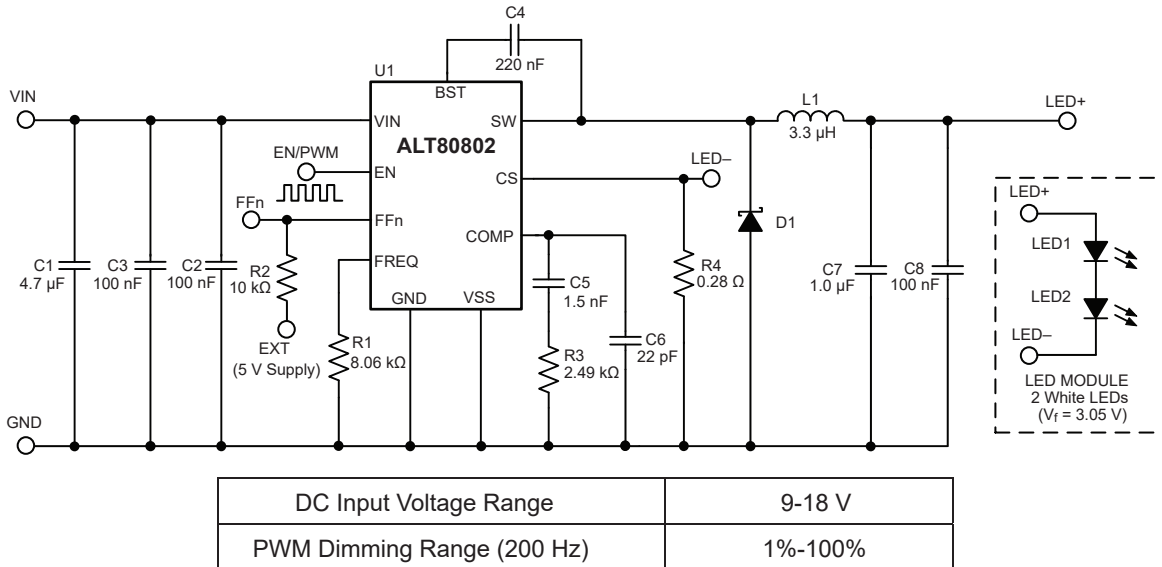 C4
220 nF
U1
BST
VIN
VIN
SW
ALT80802
L1
3.3 µH
LED+
EN/PWM
EN
CS
LED–
FFn
FFn
COMP
D1
FREQ
R2
10 kΩ
EXT
(5 V Supply)
C1
4.7 µF
C3
100 nF
C2
100 nF
GND
VSS
R1
8.06 kΩ
C5
1.5 nF
R3
2.49 kΩ
C6
22 pF
R4
0.28 Ω
C7
1.0 µF
C8
100 nF
LED+
LED1
LED2
LED–
LED MODULE
2 White LEDs
(Vf = 3.05 V)
GND
DC Input Voltage Range 9-18 V
PWM Dimming Range (200 Hz) 1%-100%